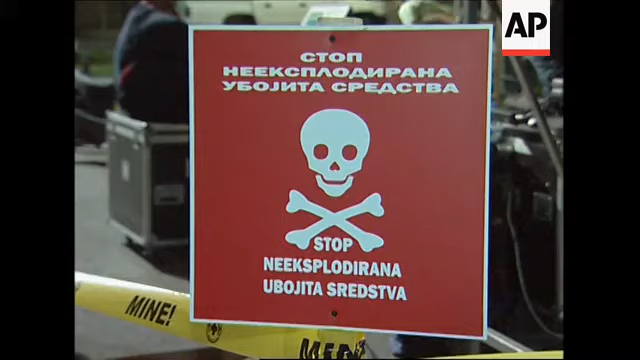 AP
СТОП
НЕЕКСПЛОДИРАНА
УБОЈИТА СРЕДСТВА
STOP
NEEKSPLODIRANA
UBOJITA SREDSTVA
MINE!